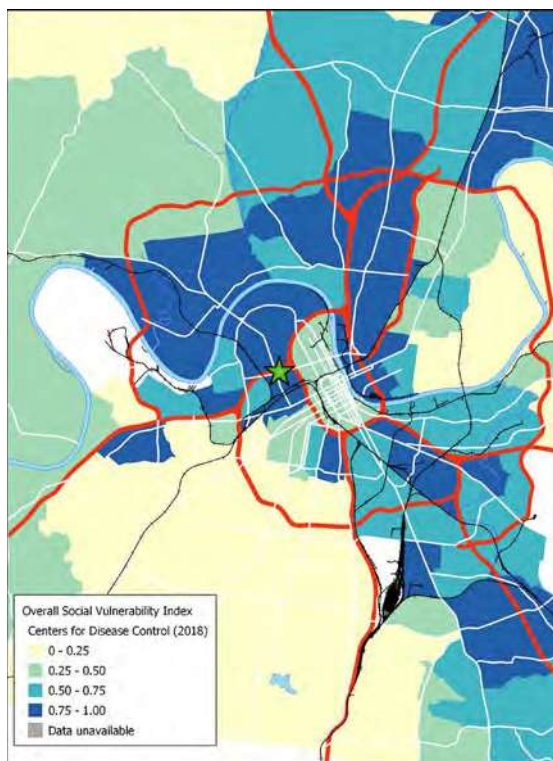 Overall Social Vulnerability Index
Centers for Disease Control (2018)
0 - 0.25
0.25 - 0.50
0.50 - 0.75
0.75 - 1.00
Data unavailable